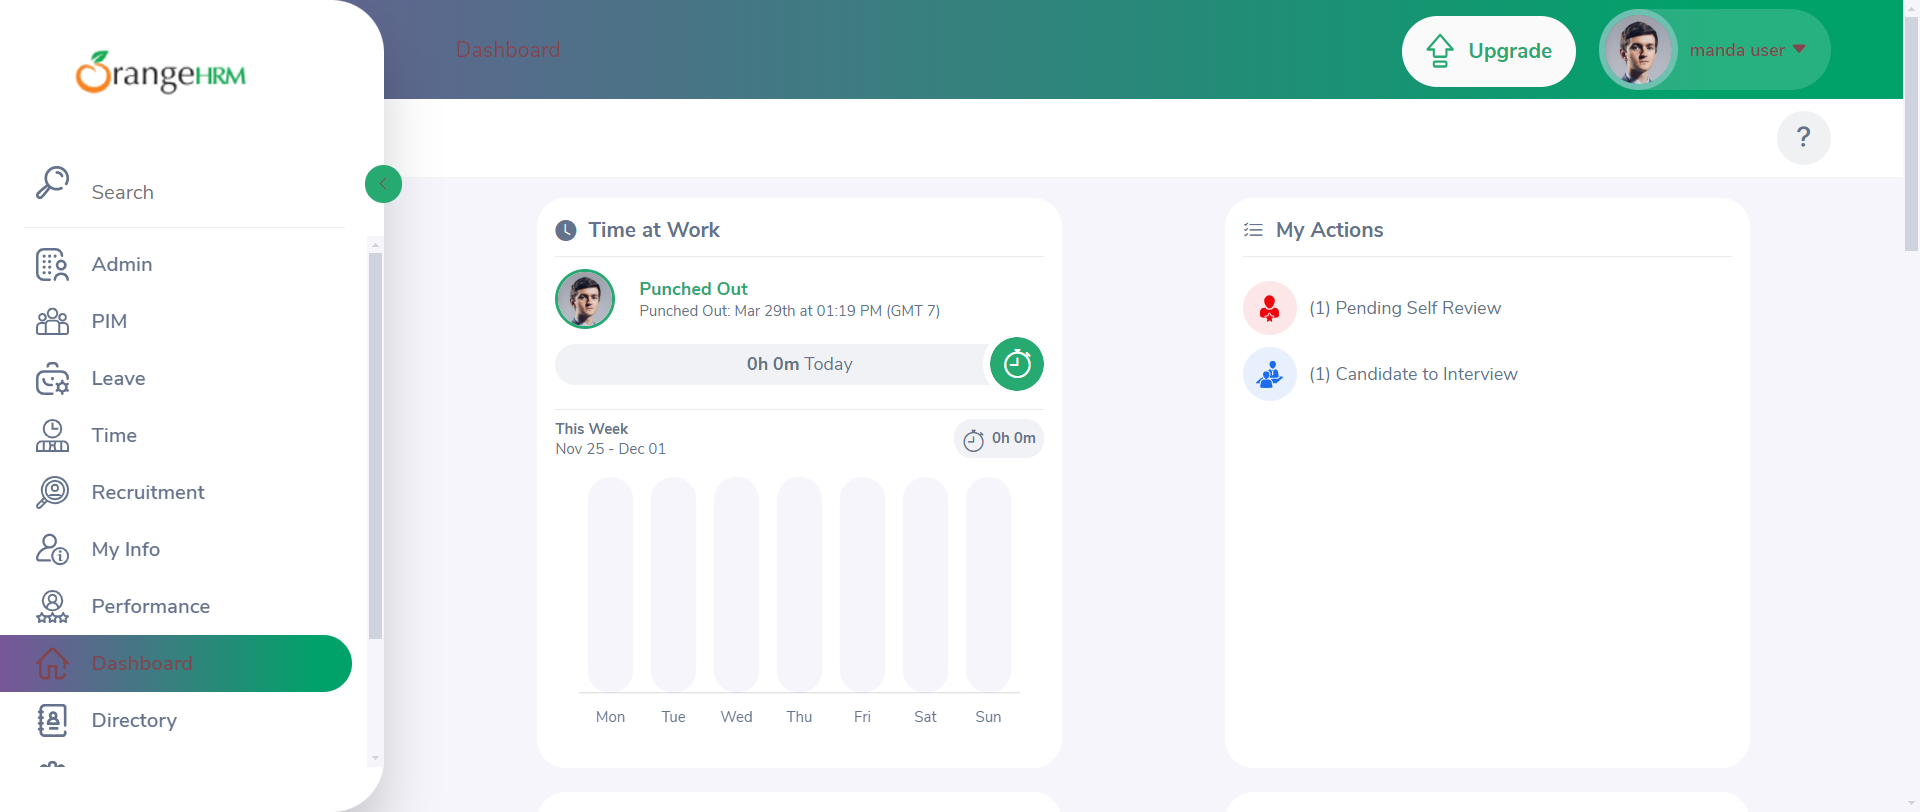 OrangeHRM
Dashboard
Upgrade
manda user
?
Search
Admin
PIM
Leave
Time
Recruitment
My Info
Performance
Dashboard
Directory
Time at Work
Punched Out
Punched Out: Mar 29th at 01:19 PM (GMT 7)
0h 0m Today
This Week
Nov 25 - Dec 01
0h 0m
Mon Tue Wed Thu Fri Sat Sun
My Actions
(1) Pending Self Review
(1) Candidate to Interview